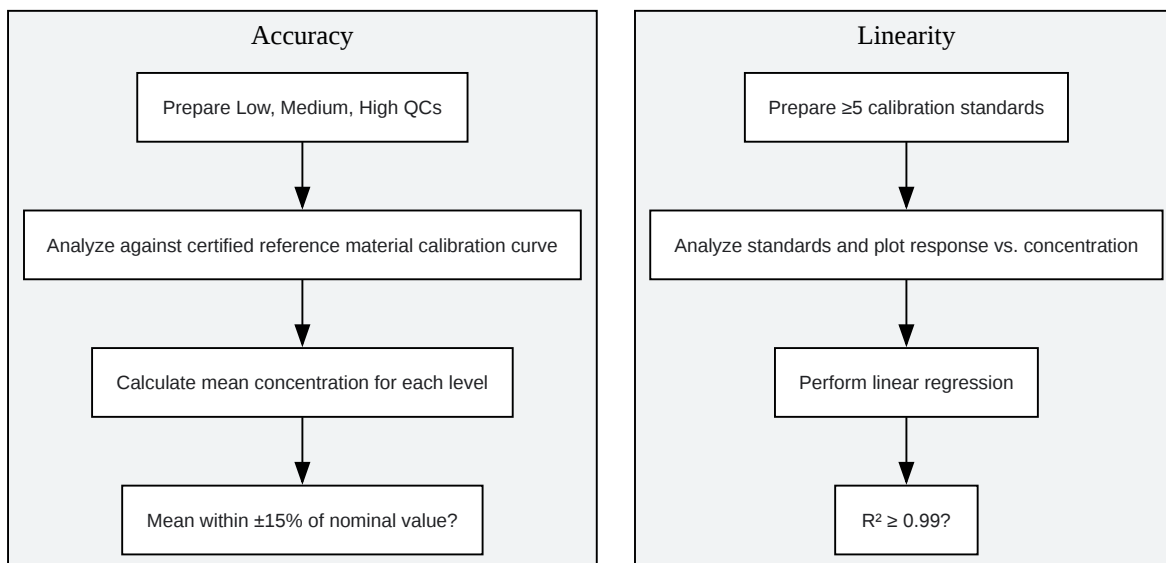 Accuracy
Prepare Low, Medium, High QCs
Analyze against certified reference material calibration curve
Calculate mean concentration for each level
Mean within ±15% of nominal value?
Linearity
Prepare ≥5 calibration standards
Analyze standards and plot response vs. concentration
Perform linear regression
R² ≥ 0.99?